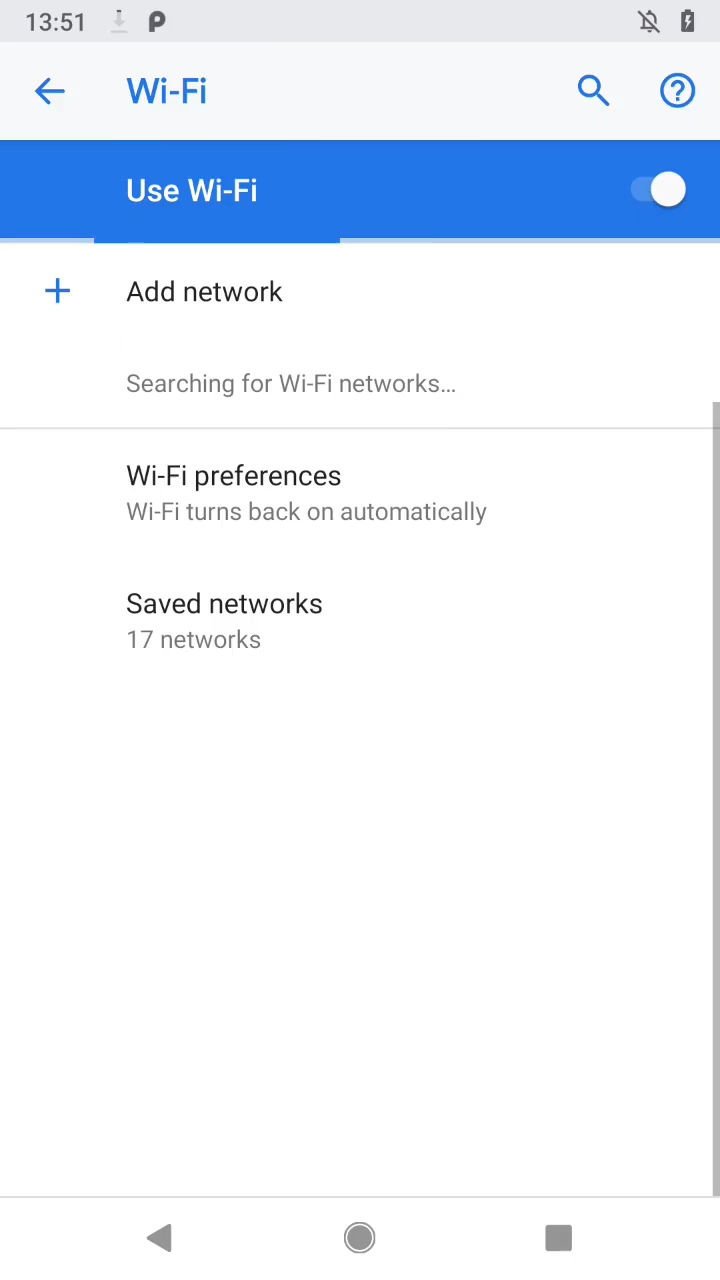 13:51
Wi-Fi
Use Wi-Fi
Add network
Searching for Wi-Fi networks…
Wi-Fi preferences
Wi-Fi turns back on automatically
Saved networks
17 networks